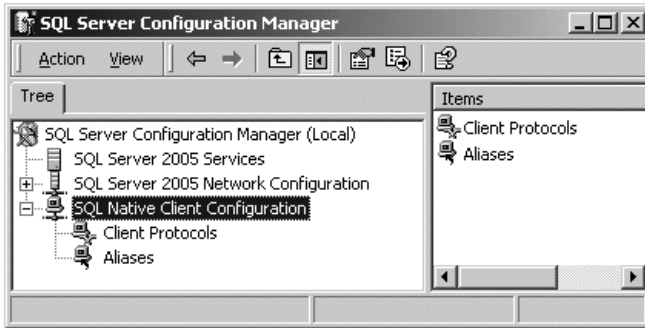 SQL Server Configuration Manager
Action View
Tree
SQL Server Configuration Manager (Local)
SQL Server 2005 Services
SQL Server 2005 Network Configuration
SQL Native Client Configuration
Client Protocols
Aliases
Items
Client Protocols
Aliases